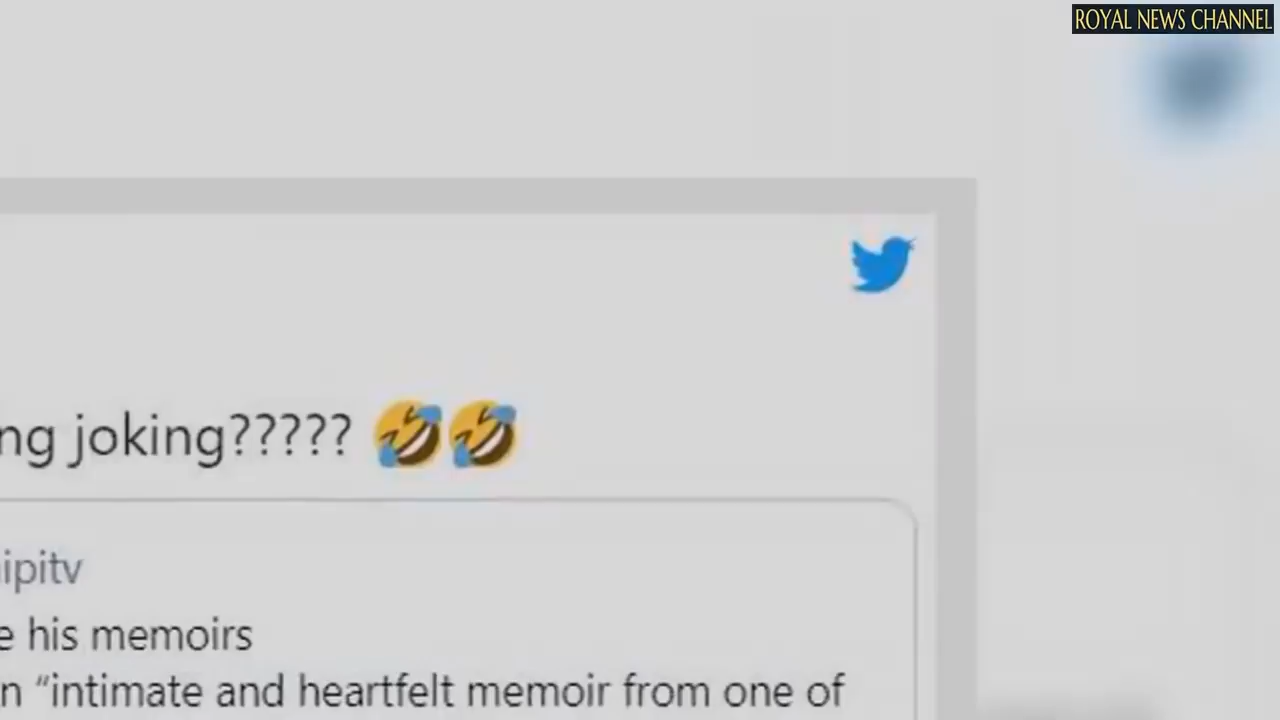 ROYAL NEWS CHANNEL
ng joking????? 🤣🤣
ipitv
e his memoirs
n “intimate and heartfelt memoir from one of